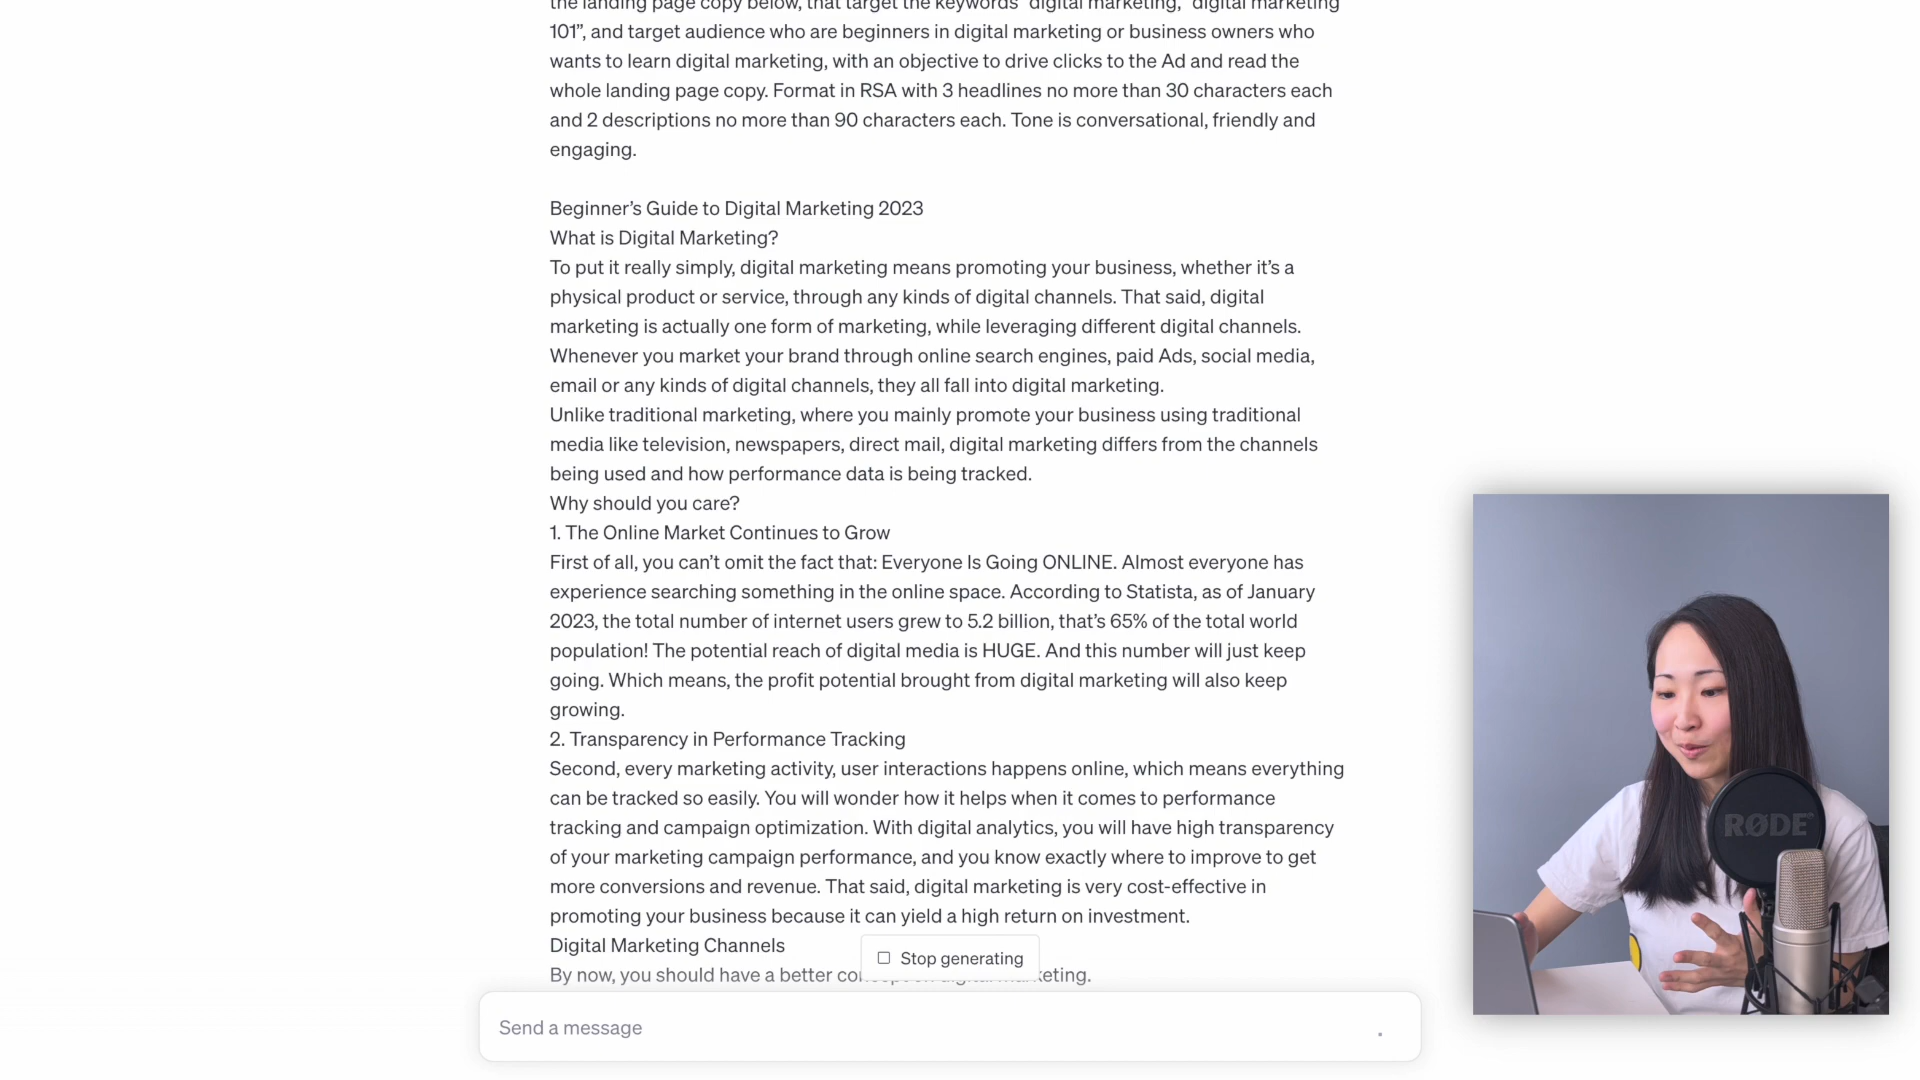 the landing page copy below, that target the keywords "digital marketing," "digital marketing
101”, and target audience who are beginners in digital marketing or business owners who
wants to learn digital marketing, with an objective to drive clicks to the Ad and read the
whole landing page copy. Format in RSA with 3 headlines no more than 30 characters each
and 2 descriptions no more than 90 characters each. Tone is conversational, friendly and
engaging.
Beginner’s Guide to Digital Marketing 2023
What is Digital Marketing?
To put it really simply, digital marketing means promoting your business, whether it’s a
physical product or service, through any kinds of digital channels. That said, digital
marketing is actually one form of marketing, while leveraging different digital channels.
Whenever you market your brand through online search engines, paid Ads, social media,
email or any kinds of digital channels, they all fall into digital marketing.
Unlike traditional marketing, where you mainly promote your business using traditional
media like television, newspapers, direct mail, digital marketing differs from the channels
being used and how performance data is being tracked.
Why should you care?
1. The Online Market Continues to Grow
First of all, you can’t omit the fact that: Everyone Is Going ONLINE. Almost everyone has
experience searching something in the online space. According to Statista, as of January
2023, the total number of internet users grew to 5.2 billion, that’s 65% of the total world
population! The potential reach of digital media is HUGE. And this number will just keep
going. Which means, the profit potential brought from digital marketing will also keep
growing.
2. Transparency in Performance Tracking
Second, every marketing activity, user interactions happens online, which means everything
can be tracked so easily. You will wonder how it helps when it comes to performance
tracking and campaign optimization. With digital analytics, you will have high transparency
of your marketing campaign performance, and you know exactly where to improve to get
more conversions and revenue. That said, digital marketing is very cost-effective in
promoting your business because it can yield a high return on investment.
Digital Marketing Channels
Stop generating
By now, you should have a better
Send a message
RØDE